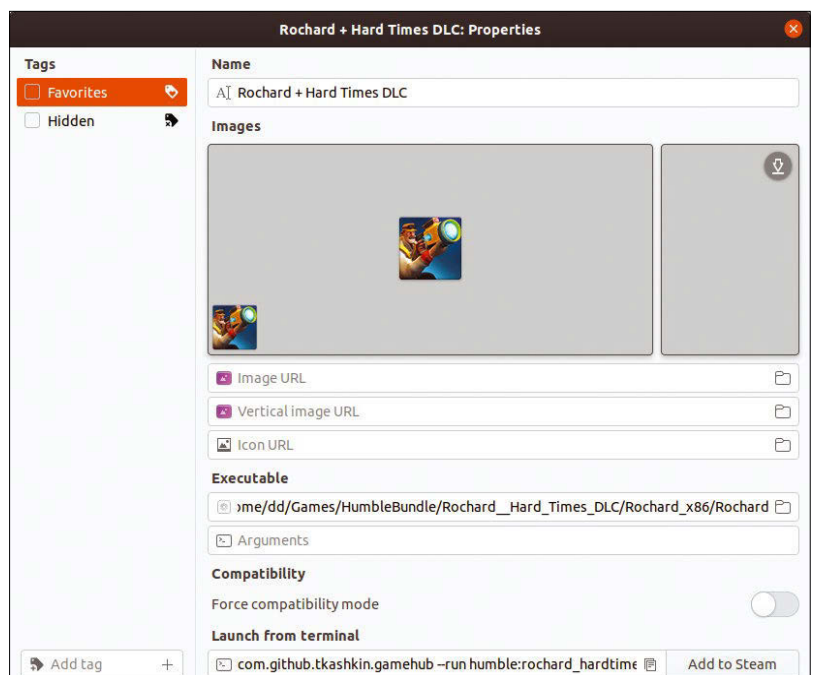 Rochard + Hard Times DLC: Properties
Tags
Favorites
Hidden
Name
Rochard + Hard Times DLC
Images
Image URL
Vertical image URL
Icon URL
Executable
ome/dd/Games/HumbleBundle/Rochard__Hard_Times_DLC/Rochard_x86/Rochard
Arguments
Compatibility
Force compatibility mode
Launch from terminal
Add tag
com.github.tkashkin.gamehub --run humble:rochard_hardtime
Add to Steam